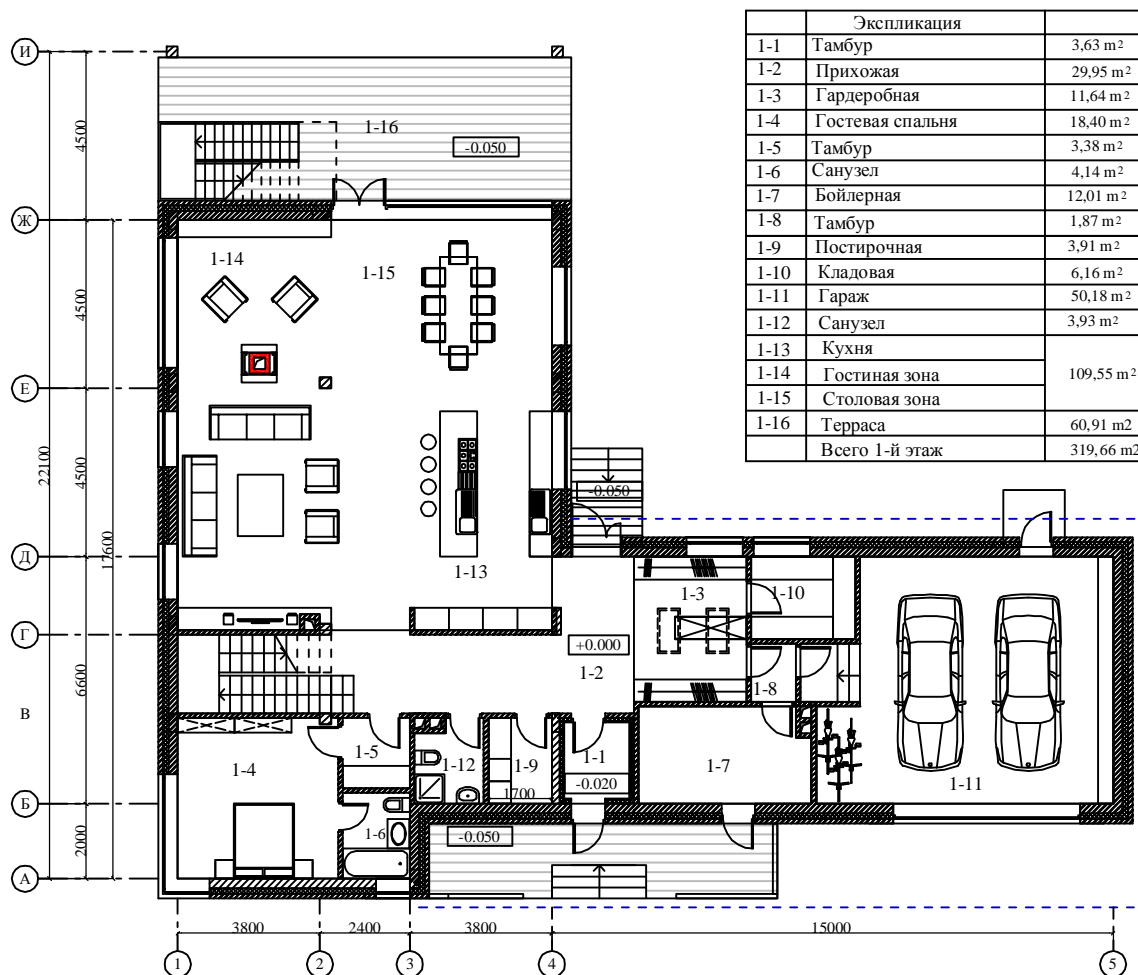 Экспликация
1-1 Тамбур 3,63 m²
1-2 Прихожая 29,95 m²
1-3 Гардеробная 11,64 m²
1-4 Гостевая спальня 18,40 m²
1-5 Тамбур 3,38 m²
1-6 Санузел 4,14 m²
1-7 Бойлерная 12,01 m²
1-8 Тамбур 1,87 m²
1-9 Постирочная 3,91 m²
1-10 Кладовая 6,16 m²
1-11 Гараж 50,18 m²
1-12 Санузел 3,93 m²
1-13 Кухня
1-14 Гостиная зона 109,55 m²
1-15 Столовая зона
1-16 Терраса 60,91 m2
Всего 1-й этаж 319,66 m2
И
4500
1-16
-0.050
Ж
1-14
1-15
4500
Е
22100
4500
17600
-0.050
Д
1-13
1-3
1-10
Г
+0.000
6600
1-2
1-8
В
1-5
1-4
1-12
1-9
1-1
1-7
1-11
-0.020
1700
Б
2000
1-6
-0.050
А
3800
2400
3800
15000
1
2
3
4
5